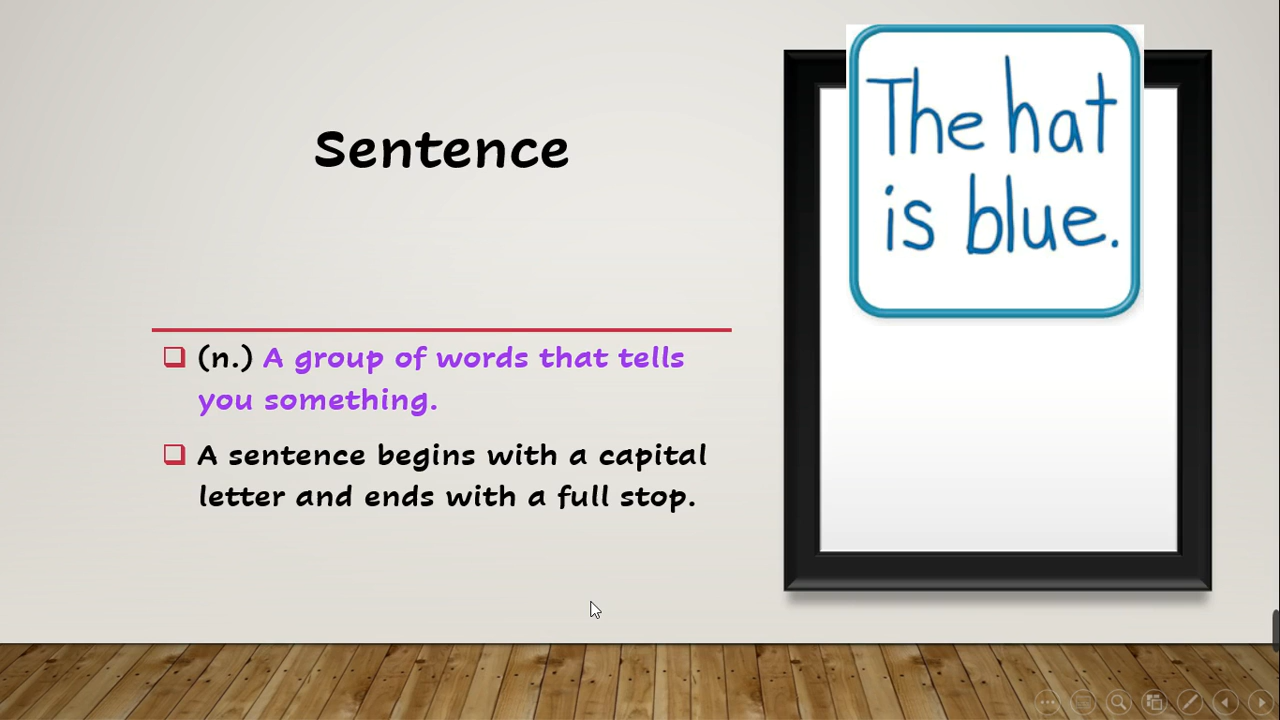 Sentence
(n.) A group of words that tells
you something.
A sentence begins with a capital
letter and ends with a full stop.
The hat
is blue.